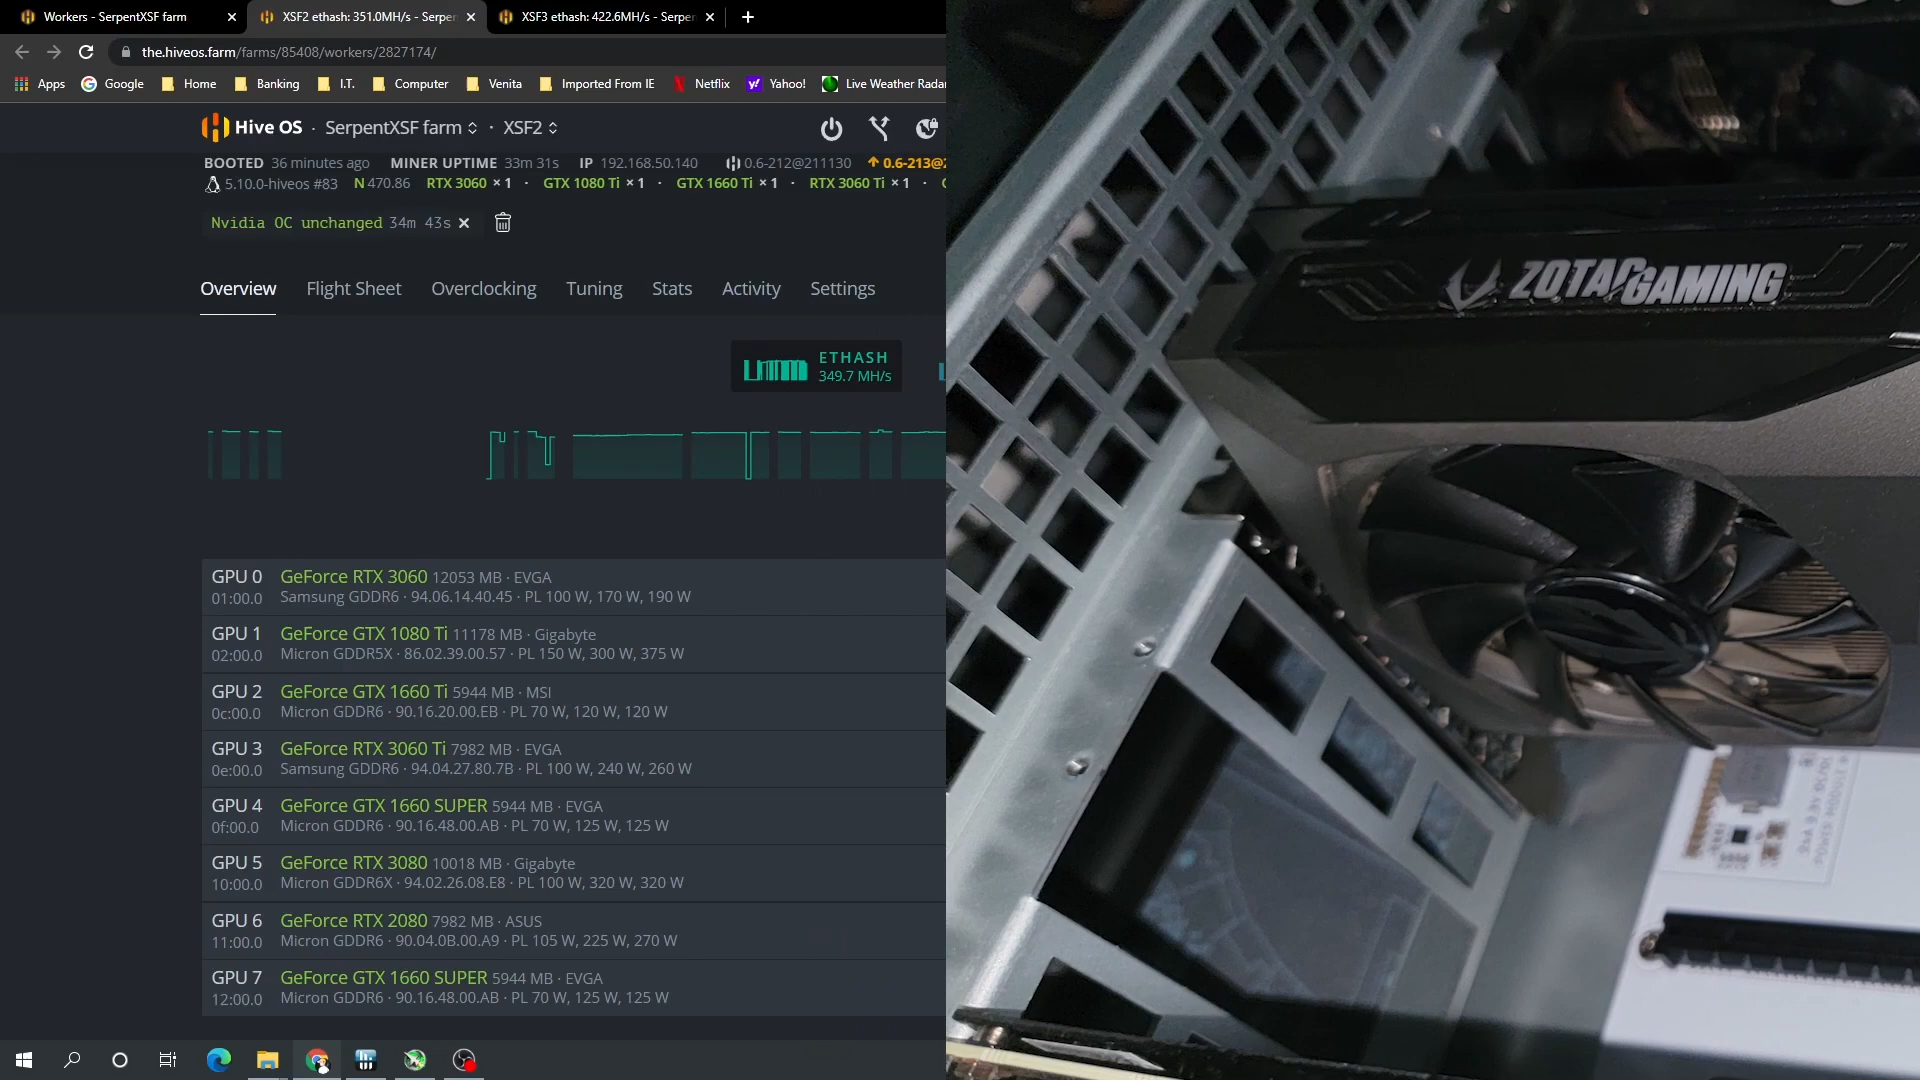 Workers - SerpentXSF farm
XSF2 ethash: 351.0MH/s - Serper
XSF3 ethash: 422.6MH/s - Serper
the.hiveos.farm/farms/85408/workers/2827174/
Apps Google Home Banking I.T. Computer Venita Imported From IE Netflix Yahoo! Live Weather Radar
Hive OS · SerpentXSF farm · XSF2
BOOTED 36 minutes ago MINER UPTIME 33m 31s IP 192.168.50.140 0.6-212@211130 0.6-213@2
5.10.0-hiveos #83 N 470.86 RTX 3060 × 1 · GTX 1080 Ti × 1 · GTX 1660 Ti × 1 · RTX 3060 Ti × 1 ·
Nvidia OC unchanged 34m 43s
Overview Flight Sheet Overclocking Tuning Stats Activity Settings
ETHASH
349.7 MH/s
GPU 0 GeForce RTX 3060 12053 MB · EVGA
01:00.0 Samsung GDDR6 · 94.06.14.40.45 · PL 100 W, 170 W, 190 W
GPU 1 GeForce GTX 1080 Ti 11178 MB · Gigabyte
02:00.0 Micron GDDR5X · 86.02.39.00.57 · PL 150 W, 300 W, 375 W
GPU 2 GeForce GTX 1660 Ti 5944 MB · MSI
0c:00.0 Micron GDDR6 · 90.16.20.00.EB · PL 70 W, 120 W, 120 W
GPU 3 GeForce RTX 3060 Ti 7982 MB · EVGA
0e:00.0 Samsung GDDR6 · 94.04.27.80.7B · PL 100 W, 240 W, 260 W
GPU 4 GeForce GTX 1660 SUPER 5944 MB · EVGA
0f:00.0 Micron GDDR6 · 90.16.48.00.AB · PL 70 W, 125 W, 125 W
GPU 5 GeForce RTX 3080 10018 MB · Gigabyte
10:00.0 Micron GDDR6X · 94.02.26.08.E8 · PL 100 W, 320 W, 320 W
GPU 6 GeForce RTX 2080 7982 MB · ASUS
11:00.0 Micron GDDR6 · 90.04.0B.00.A9 · PL 105 W, 225 W, 270 W
GPU 7 GeForce GTX 1660 SUPER 5944 MB · EVGA
12:00.0 Micron GDDR6 · 90.16.48.00.AB · PL 70 W, 125 W, 125 W
ZOTAC GAMING